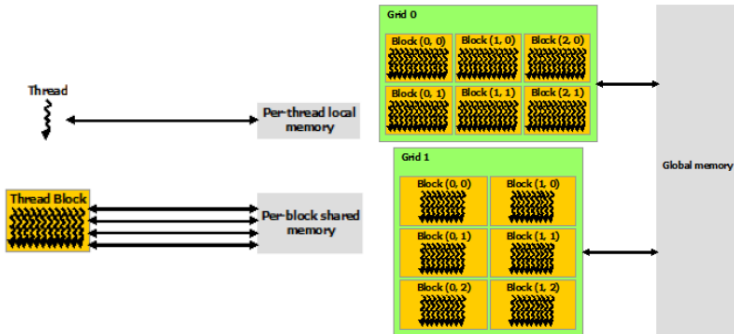 Thread
Per-thread local
memory
Thread Block
Per-block shared
memory
Grid 0
Block (0, 0) Block (1, 0) Block (2, 0)
Block (0, 1) Block (1, 1) Block (2, 1)
Grid 1
Block (0, 0) Block (1, 0)
Block (0, 1) Block (1, 1)
Block (0, 2) Block (1, 2)
Global memory